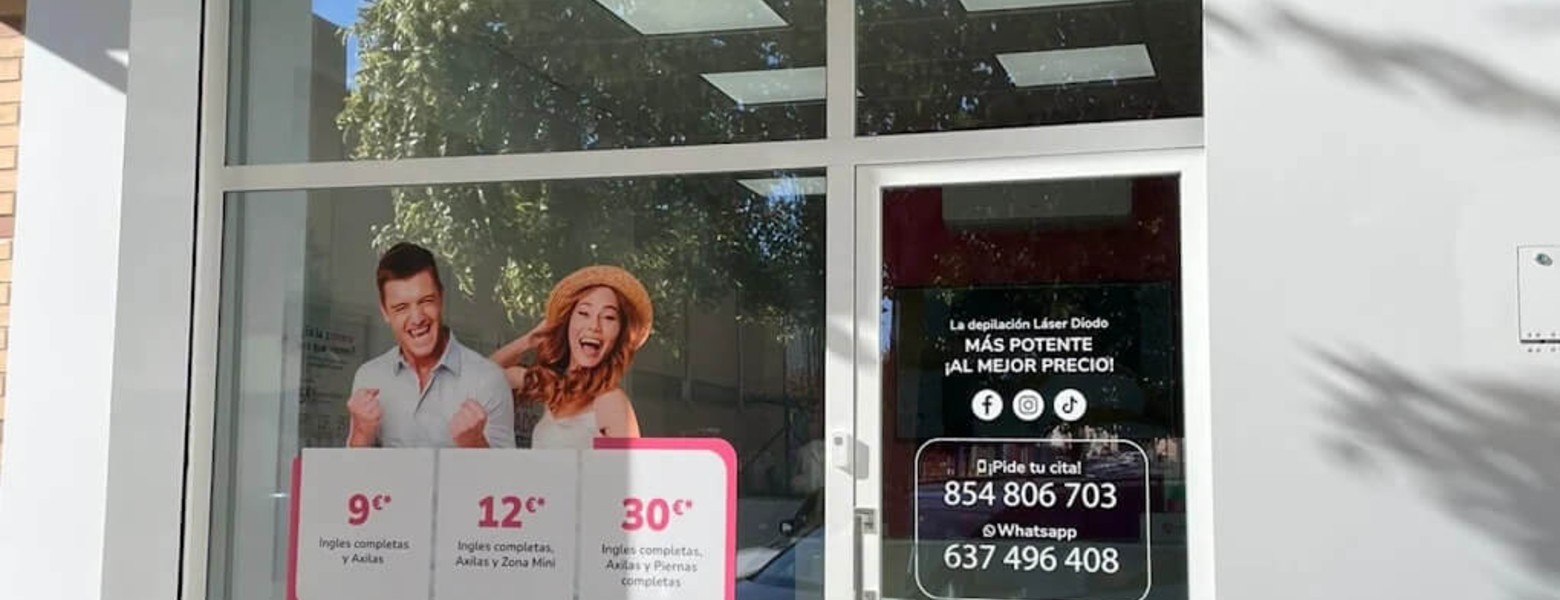 9€*
Ingles completas
y Axilas
12€*
Ingles completas,
Axilas y Zona Mini
30€*
Ingles completas,
Axilas y Piernas
completas
La depilación Láser Diodo
MÁS POTENTE
¡AL MEJOR PRECIO!
¡Pide tu cita!
854 806 703
Whatsapp
637 496 408